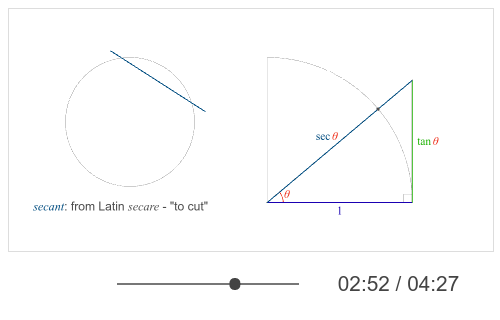 sec θ
tan θ
θ
secant: from Latin secare - "to cut"
1
02:52 / 04:27